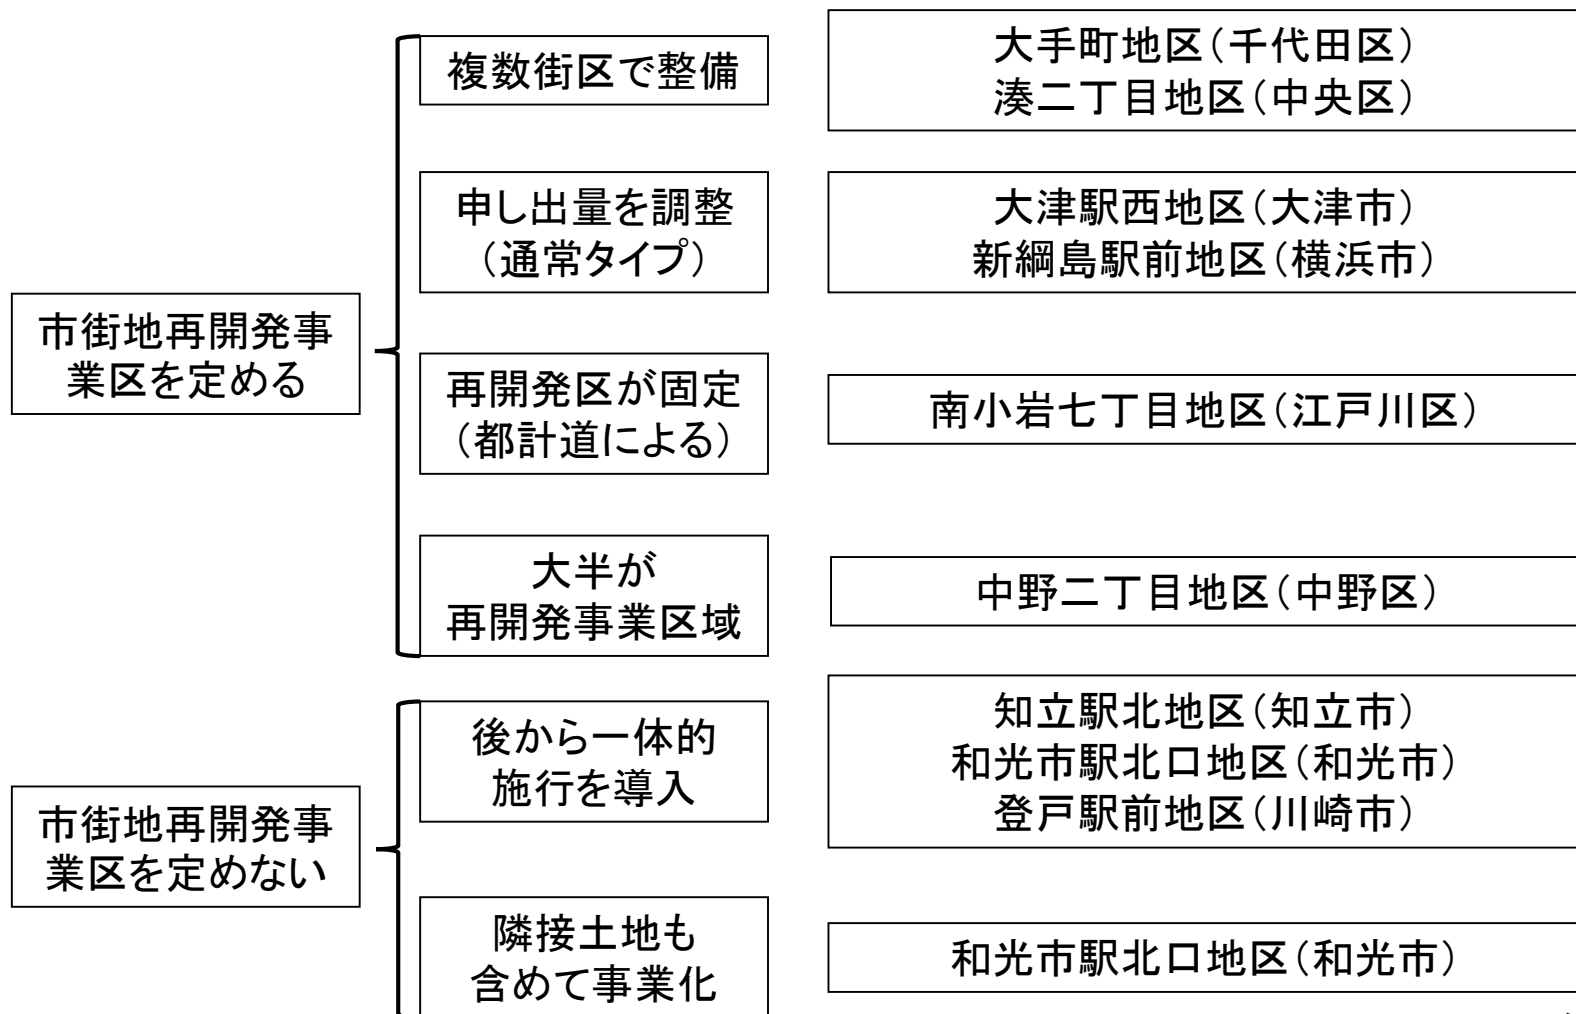 市街地再開発事
業区を定める
複数街区で整備
大手町地区（千代田区）
湊二丁目地区（中央区）
申し出量を調整
（通常タイプ）
大津駅西地区（大津市）
新綱島駅前地区（横浜市）
再開発区が固定
（都計道による）
南小岩七丁目地区（江戸川区）
大半が
再開発事業区域
中野二丁目地区（中野区）
市街地再開発事
業区を定めない
後から一体的
施行を導入
知立駅北地区（知立市）
和光市駅北口地区（和光市）
登戸駅前地区（川崎市）
隣接土地も
含めて事業化
和光市駅北口地区（和光市）